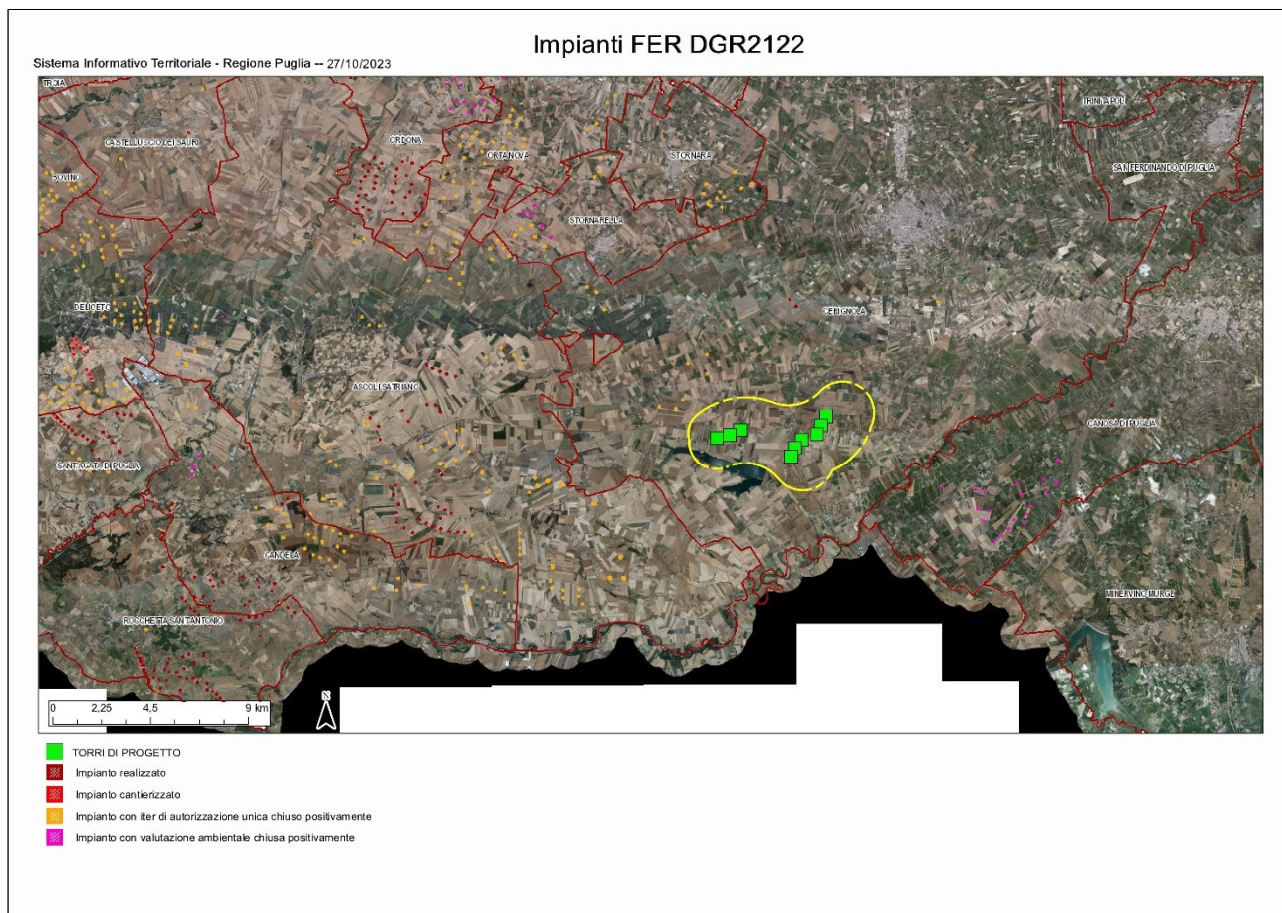 Impianti FER DGR2122
Sistema Informativo Territoriale - Regione Puglia -- 27/10/2023
TROIA
TRINITAPOLI
CASTELLUCCIO DEI SAURI
ORDONA
ORTA NOVA
STORNARA
SAN FERDINANDO DI PUGLIA
BOVINO
STORNARELLA
DELICETO
CERIGNOLA
ASCOLI SATRIANO
CANOSA DI PUGLIA
SANT'AGATA DI PUGLIA
CANDELA
MINERVINO MURGE
ROCCHETTA SANT'ANTONIO
N
0 2,25 4,5 9 km
TORRI DI PROGETTO
Impianto realizzato
Impianto cantierizzato
Impianto con iter di autorizzazione unica chiuso positivamente
Impianto con valutazione ambientale chiusa positivamente